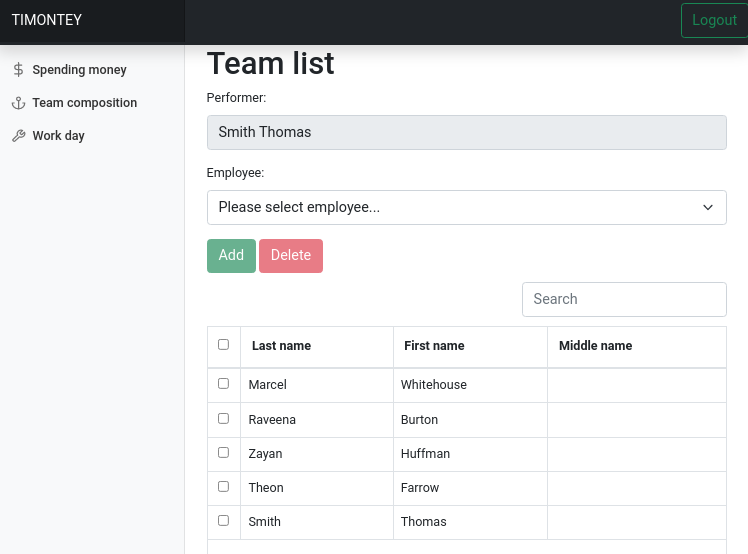 TIMONTEY
Logout
Spending money
Team composition
Work day
Team list
Performer:
Smith Thomas
Employee:
Please select employee...
Add Delete
Search
Last name First name Middle name
Marcel Whitehouse
Raveena Burton
Zayan Huffman
Theon Farrow
Smith Thomas